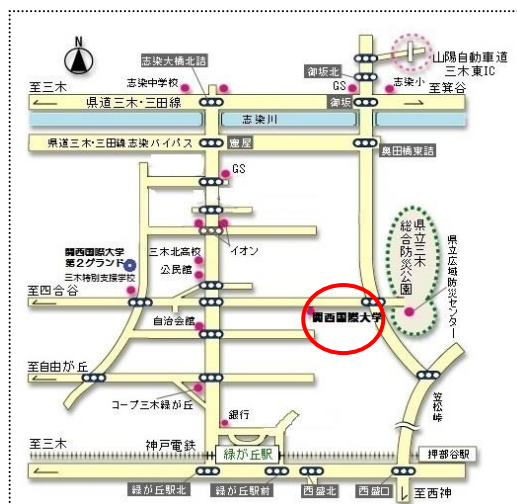 N
志染大橋北詰
山陽自動車道
三木東IC
御坂北
至三木
志染中学校
GS
志染小
至箕谷
県道三木・三田線
御坂
志染川
県道三木・三田線志染バイパス
窟屋
奥田橋東詰
GS
イオン
三木北高校
公民館
関西国際大学
第2グランド
三木特別支援学校
県立三木
総合防災公園
県立広域防災センター
至四合谷
自治会館
関西国際大学
至自由が丘
コープ三木緑が丘
笠松峠
銀行
至三木
神戸電鉄
緑が丘駅
押部谷駅
緑が丘駅北
緑が丘駅前
西盛北
西盛口
至西神